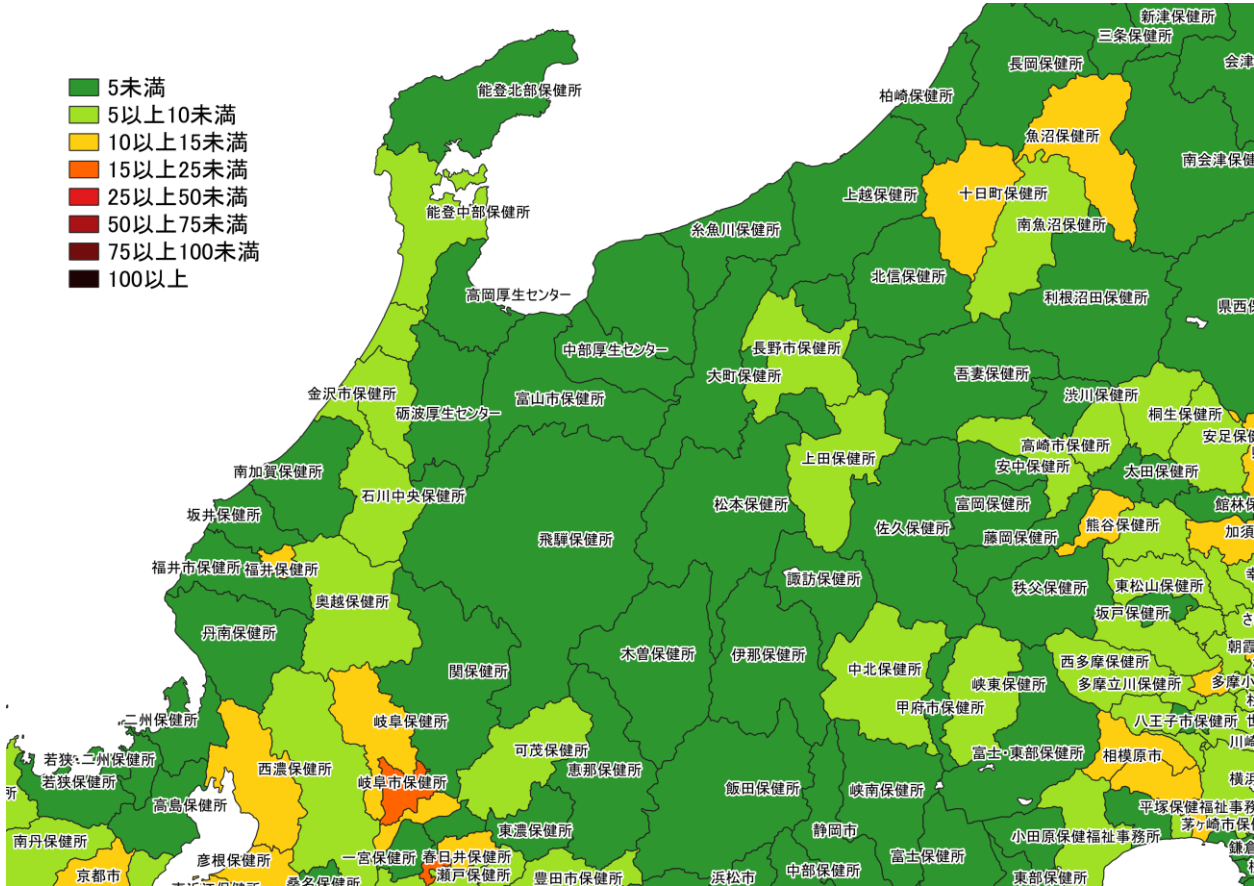 5未満
5以上10未満
10以上15未満
15以上25未満
25以上50未満
50以上75未満
75以上100未満
100以上
新津保健所
三条保健所
長岡保健所
会津
能登北部保健所
柏崎保健所
魚沼保健所
南会津保健
上越保健所
十日町保健所
能登中部保健所
南魚沼保健所
糸魚川保健所
北信保健所
高岡厚生センター
利根沼田保健所
県西保
中部厚生センター
長野市保健所
大町保健所
吾妻保健所
金沢市保健所
富山市保健所
渋川保健所
砺波厚生センター
桐生保健所
安足保健
高崎市保健所
上田保健所
南加賀保健所
安中保健所
太田保健所
石川中央保健所
松本保健所
富岡保健所
館林保
坂井保健所
佐久保健所
熊谷保健所
加須
飛騨保健所
藤岡保健所
福井市保健所
福井保健所
諏訪保健所
秩父保健所
東松山保健所
奥越保健所
坂戸保健所
さ
丹南保健所
木曽保健所
伊那保健所
朝霞
関保健所
中北保健所
峡東保健所
西多摩保健所
多摩立川保健所
多摩小
甲府市保健所
二州保健所
岐阜保健所
八王子市保健所
世
可茂保健所
富士・東部保健所
相模原市
川崎
若狭・二州保健所
西濃保健所
恵那保健所
若狭保健所
岐阜市保健所
飯田保健所
峡南保健所
横浜
所
高島保健所
平塚保健福祉事務
東濃保健所
静岡市
茅ヶ崎市保健
小田原保健福祉事務所
南丹保健所
彦根保健所
一宮保健所
春日井保健所
富士保健所
鎌倉
京都市
瀬戸保健所
豊田市保健所
浜松市
中部保健所
東部保健所
東近江保健所
桑名保健所